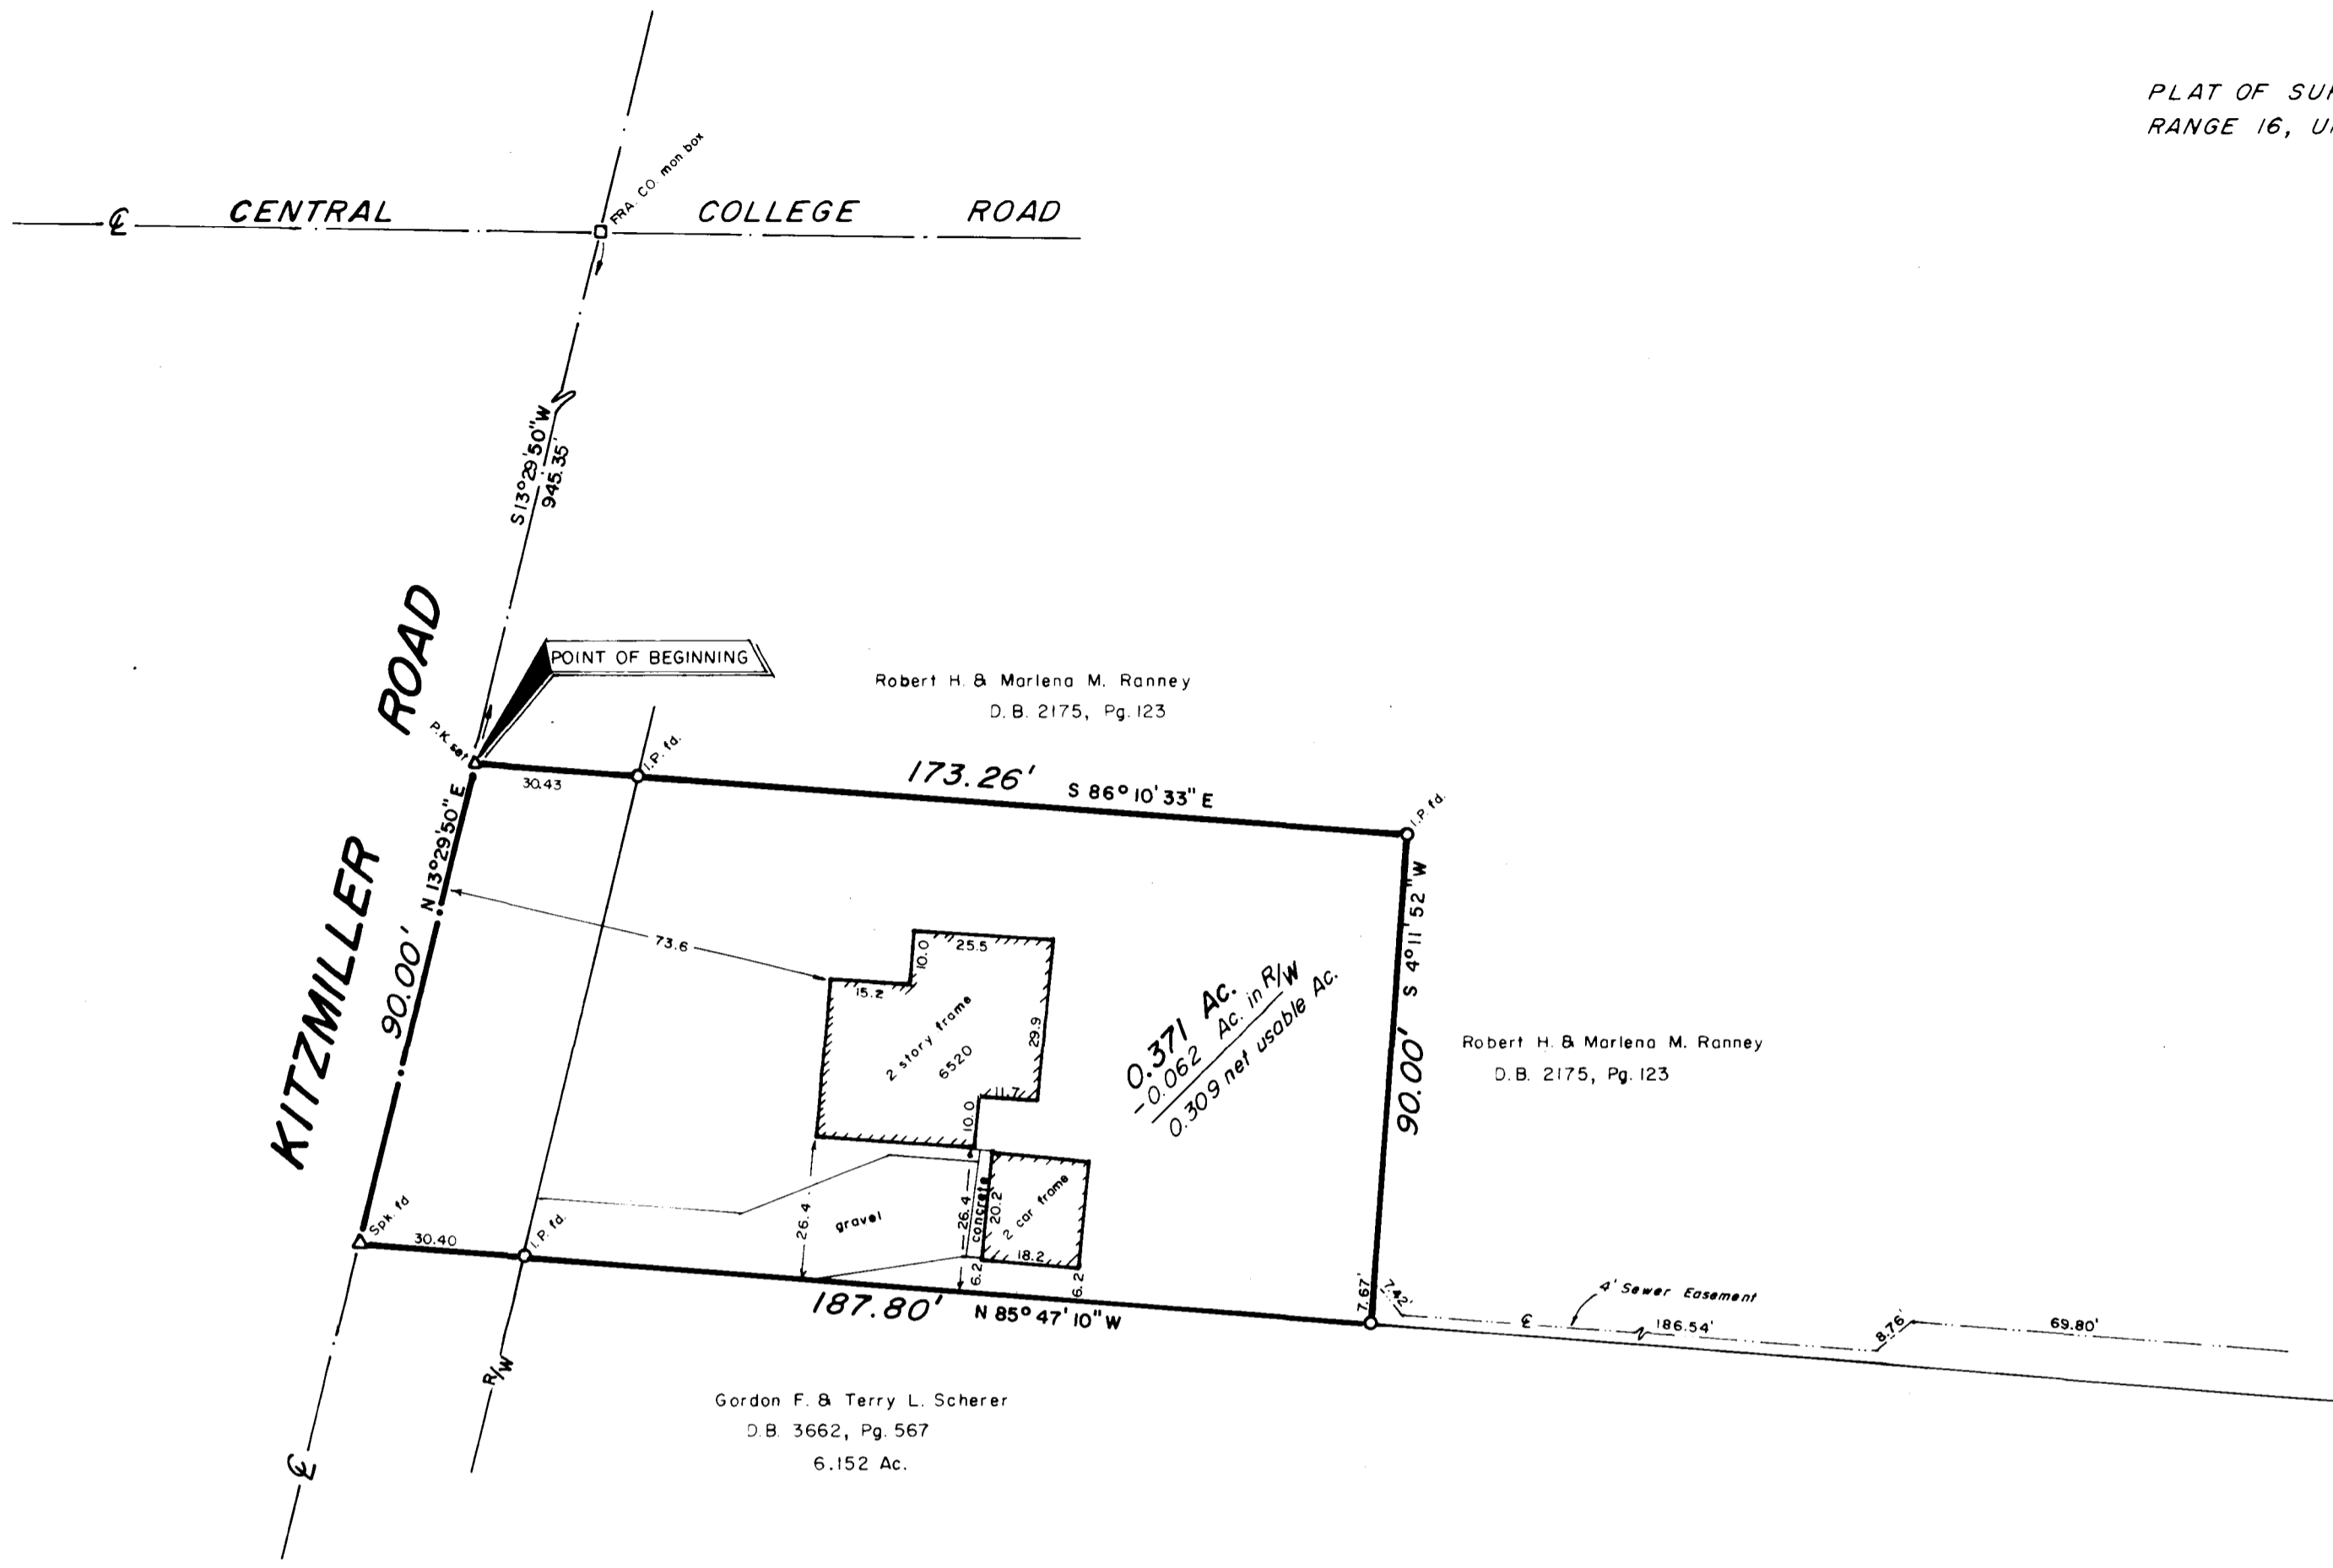 PLAT OF SU
RANGE 16, U
FRA. CO. mon box
℄ CENTRAL COLLEGE ROAD
S 13° 29' 50" W
945.35'
KITZMILLER ROAD
POINT OF BEGINNING
Robert H. & Marlena M. Ranney
D.B. 2175, Pg. 123
P.K. set
I.P. fd.
30.43
173.26' S 86° 10' 33" E
I.P. fd.
N 13° 29' 50" E
90.00'
73.6
10.0
25.5
15.2
2 story frame
6520
29.9
11.7
10.0
0.371 Ac.
-0.062 Ac. in R/W
0.309 net usable Ac.
S 4° 11' 52" W
90.00'
Robert H. & Marlena M. Ranney
D.B. 2175, Pg. 123
26.4
gravel
26.4
concrete
20.2
2 car frame
18.2
6.2
6.2
Spk. fd
30.40
I.P. fd.
187.80' N 85° 47' 10" W
7.67'
7.42'
4' Sewer Easement
℄
186.54'
8.76'
69.80'
R/W
Gordon F. & Terry L. Scherer
D.B. 3662, Pg. 567
6.152 Ac.
℄